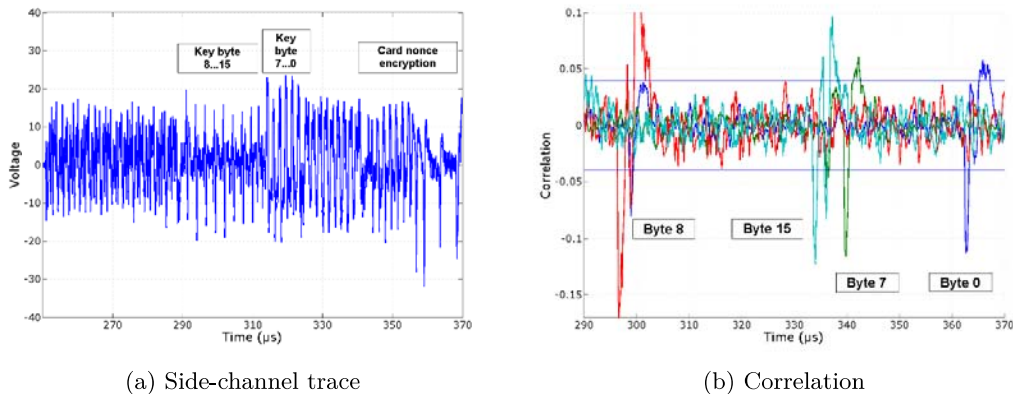 40
30
20
10
0
-10
-20
-30
-40
Voltage
270
290
310
330
350
370
Time (µs)
Key byte
8...15
Key
byte
7...0
Card nonce
encryption
0.1
0.05
0
-0.05
-0.1
-0.15
Correlation
290
300
310
320
330
340
350
360
370
Time (µs)
Byte 8
Byte 15
Byte 7
Byte 0
(a) Side-channel trace
(b) Correlation